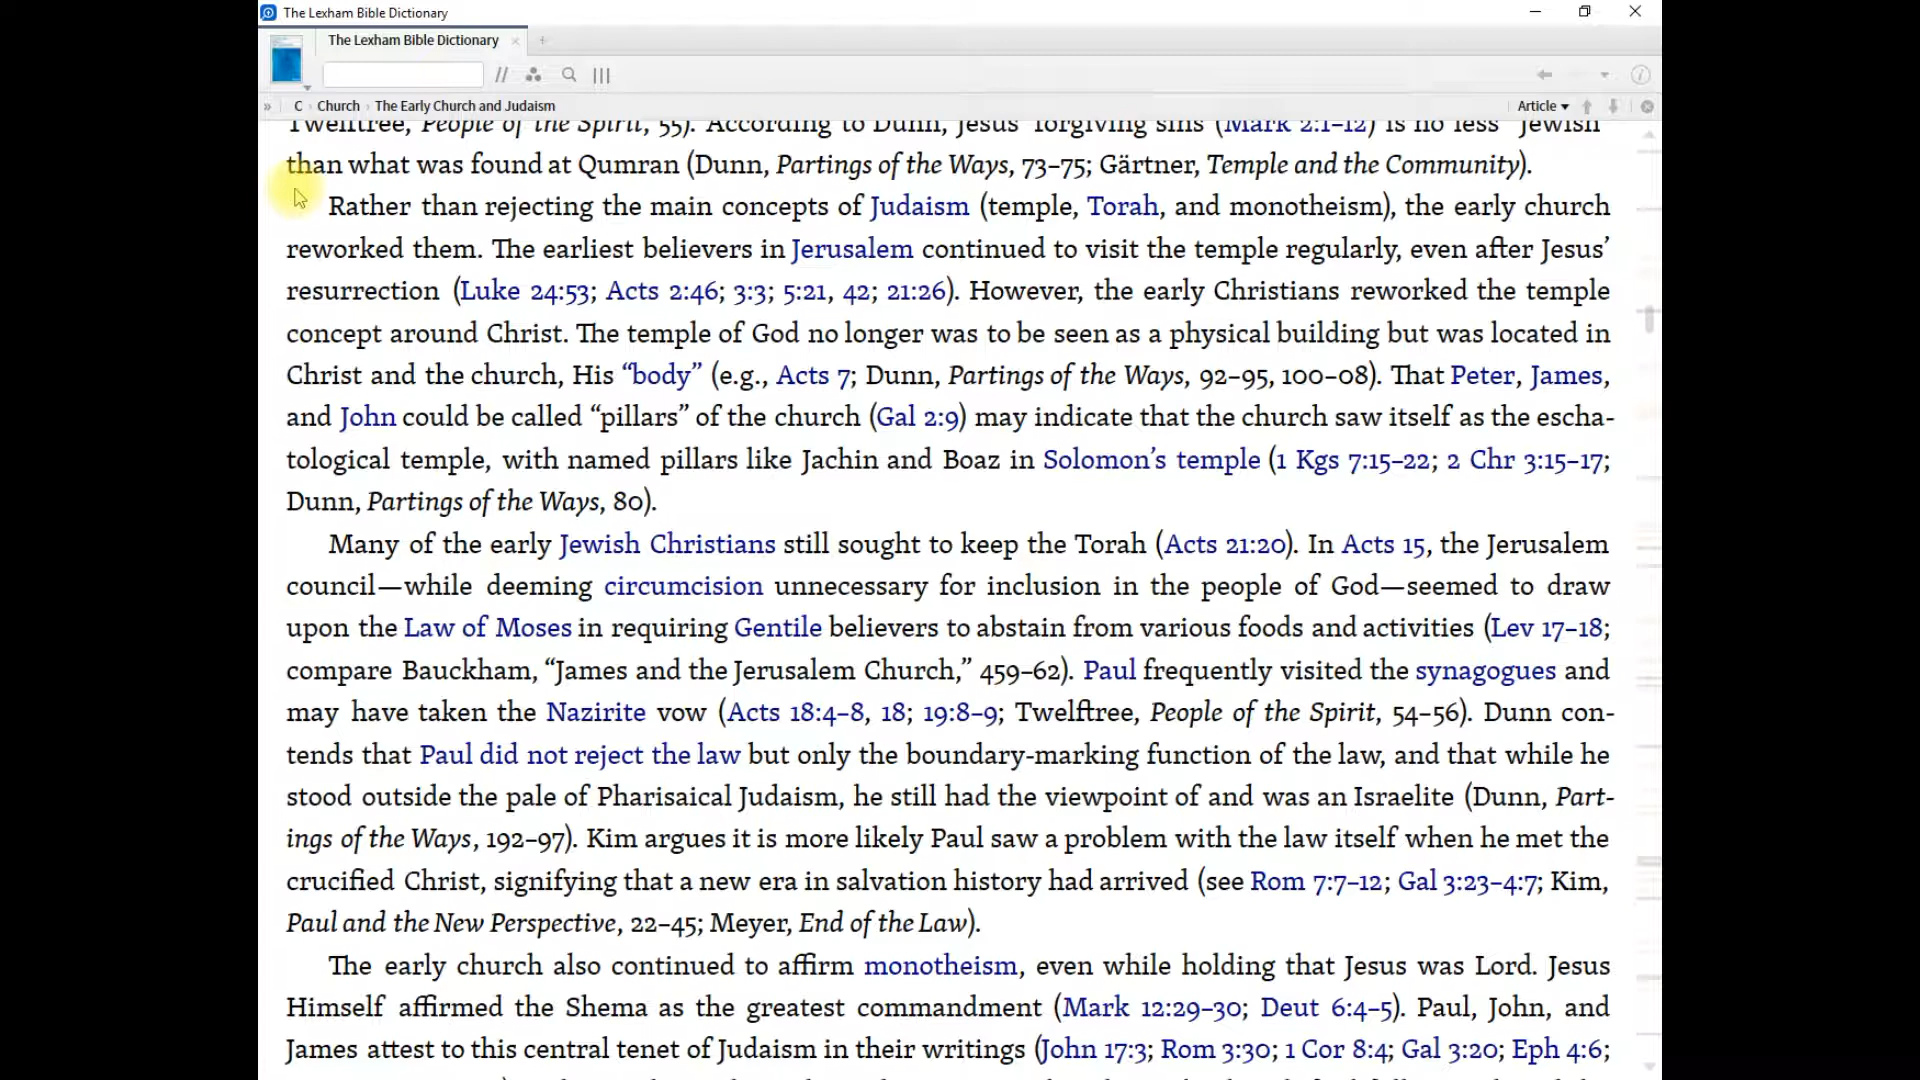 The Lexham Bible Dictionary
The Lexham Bible Dictionary
C › Church › The Early Church and Judaism
Article
Twelftree, People of the Spirit, 55). According to Dunn, Jesus’ forgiving sins (Mark 2:1–12) is no less “Jewish”
than what was found at Qumran (Dunn, Partings of the Ways, 73–75; Gärtner, Temple and the Community).
Rather than rejecting the main concepts of Judaism (temple, Torah, and monotheism), the early church
reworked them. The earliest believers in Jerusalem continued to visit the temple regularly, even after Jesus’
resurrection (Luke 24:53; Acts 2:46; 3:3; 5:21, 42; 21:26). However, the early Christians reworked the temple
concept around Christ. The temple of God no longer was to be seen as a physical building but was located in
Christ and the church, His “body” (e.g., Acts 7; Dunn, Partings of the Ways, 92–95, 100–08). That Peter, James,
and John could be called “pillars” of the church (Gal 2:9) may indicate that the church saw itself as the escha-
tological temple, with named pillars like Jachin and Boaz in Solomon’s temple (1 Kgs 7:15–22; 2 Chr 3:15–17;
Dunn, Partings of the Ways, 80).
Many of the early Jewish Christians still sought to keep the Torah (Acts 21:20). In Acts 15, the Jerusalem
council—while deeming circumcision unnecessary for inclusion in the people of God—seemed to draw
upon the Law of Moses in requiring Gentile believers to abstain from various foods and activities (Lev 17–18;
compare Bauckham, “James and the Jerusalem Church,” 459–62). Paul frequently visited the synagogues and
may have taken the Nazirite vow (Acts 18:4–8, 18; 19:8–9; Twelftree, People of the Spirit, 54–56). Dunn con-
tends that Paul did not reject the law but only the boundary-marking function of the law, and that while he
stood outside the pale of Pharisaical Judaism, he still had the viewpoint of and was an Israelite (Dunn, Part-
ings of the Ways, 192–97). Kim argues it is more likely Paul saw a problem with the law itself when he met the
crucified Christ, signifying that a new era in salvation history had arrived (see Rom 7:7–12; Gal 3:23–4:7; Kim,
Paul and the New Perspective, 22–45; Meyer, End of the Law).
The early church also continued to affirm monotheism, even while holding that Jesus was Lord. Jesus
Himself affirmed the Shema as the greatest commandment (Mark 12:29–30; Deut 6:4–5). Paul, John, and
James attest to this central tenet of Judaism in their writings (John 17:3; Rom 3:30; 1 Cor 8:4; Gal 3:20; Eph 4:6;